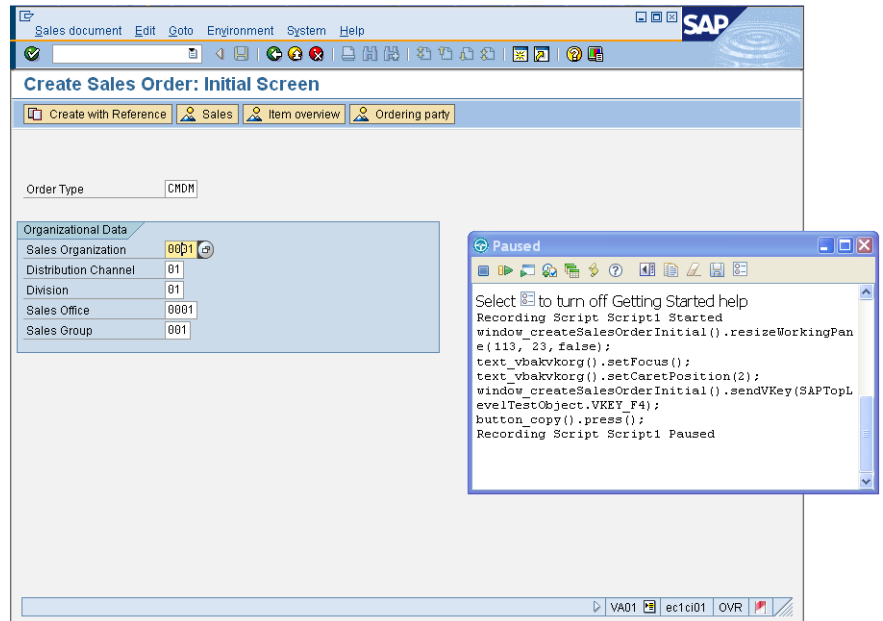 Sales document Edit Goto Environment System Help
SAP
Create Sales Order: Initial Screen
Create with Reference Sales Item overview Ordering party
Order Type CMDM
Organizational Data
Sales Organization 0001
Distribution Channel 01
Division 01
Sales Office 0001
Sales Group 001
Paused
Select to turn off Getting Started help
Recording Script Script1 Started
window_createSalesOrderInitial().resizeWorkingPan
e(113, 23, false);
text_vbakvkorg().setFocus();
text_vbakvkorg().setCaretPosition(2);
window_createSalesOrderInitial().sendVKey(SAPTopL
evelTestObject.VKEY_F4);
button_copy().press();
Recording Script Script1 Paused
VA01 ec1ci01 OVR